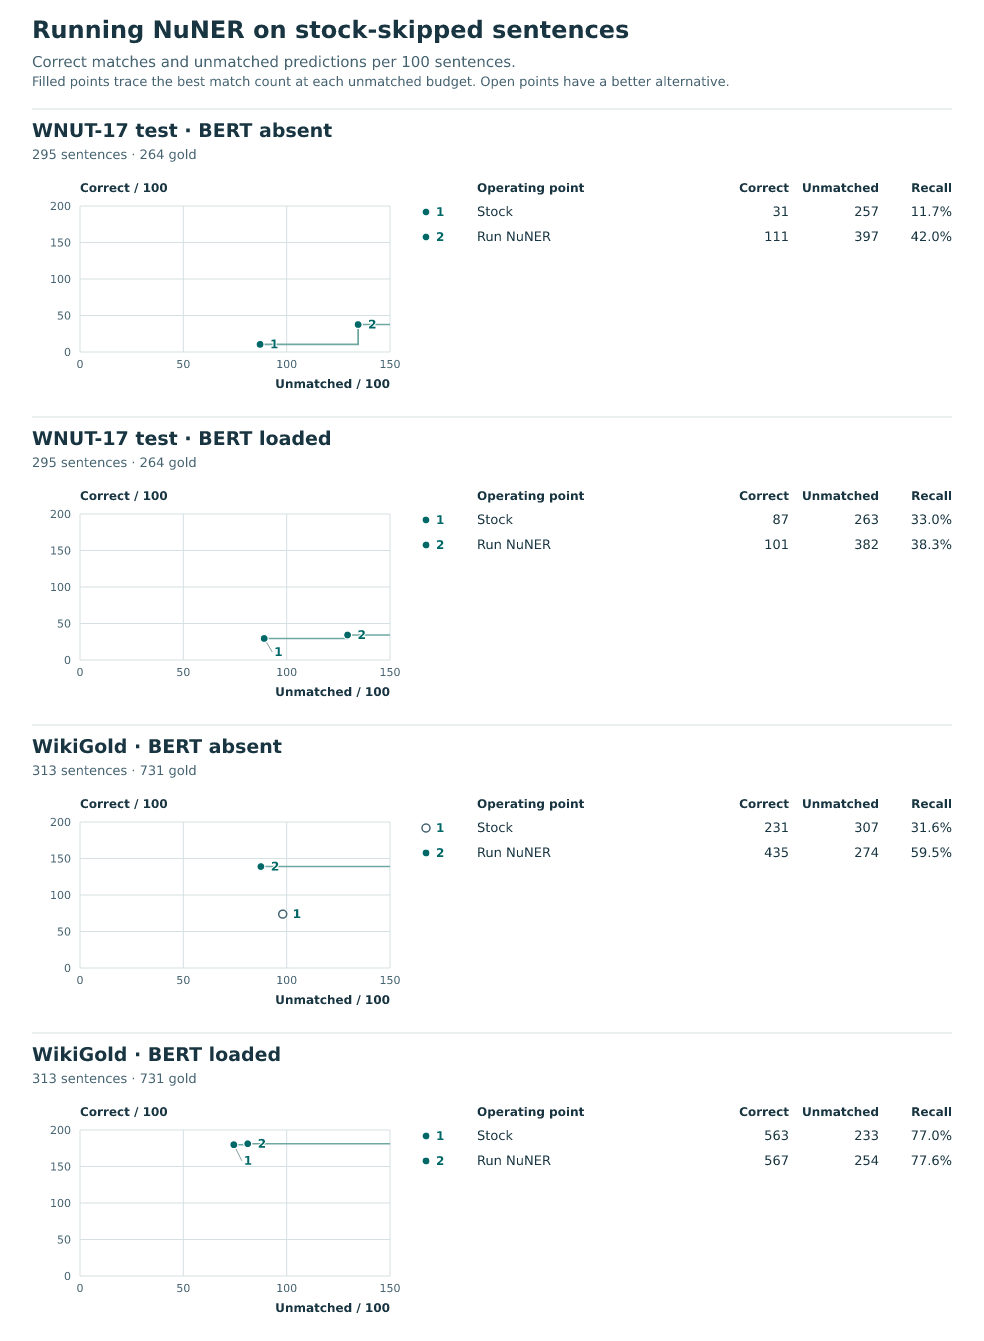 Running NuNER on stock-skipped sentences
Correct matches and unmatched predictions per 100 sentences.
Filled points trace the best match count at each unmatched budget. Open points have a better alternative.
WNUT-17 test · BERT absent
295 sentences · 264 gold
Correct / 100
200
150
100
50
0
0 50 100 150
Unmatched / 100
1
2
Operating point Correct Unmatched Recall
1 Stock 31 257 11.7%
2 Run NuNER 111 397 42.0%
WNUT-17 test · BERT loaded
295 sentences · 264 gold
Correct / 100
200
150
100
50
0
0 50 100 150
Unmatched / 100
1
2
Operating point Correct Unmatched Recall
1 Stock 87 263 33.0%
2 Run NuNER 101 382 38.3%
WikiGold · BERT absent
313 sentences · 731 gold
Correct / 100
200
150
100
50
0
0 50 100 150
Unmatched / 100
2
1
Operating point Correct Unmatched Recall
1 Stock 231 307 31.6%
2 Run NuNER 435 274 59.5%
WikiGold · BERT loaded
313 sentences · 731 gold
Correct / 100
200
150
100
50
0
0 50 100 150
Unmatched / 100
2
1
Operating point Correct Unmatched Recall
1 Stock 563 233 77.0%
2 Run NuNER 567 254 77.6%